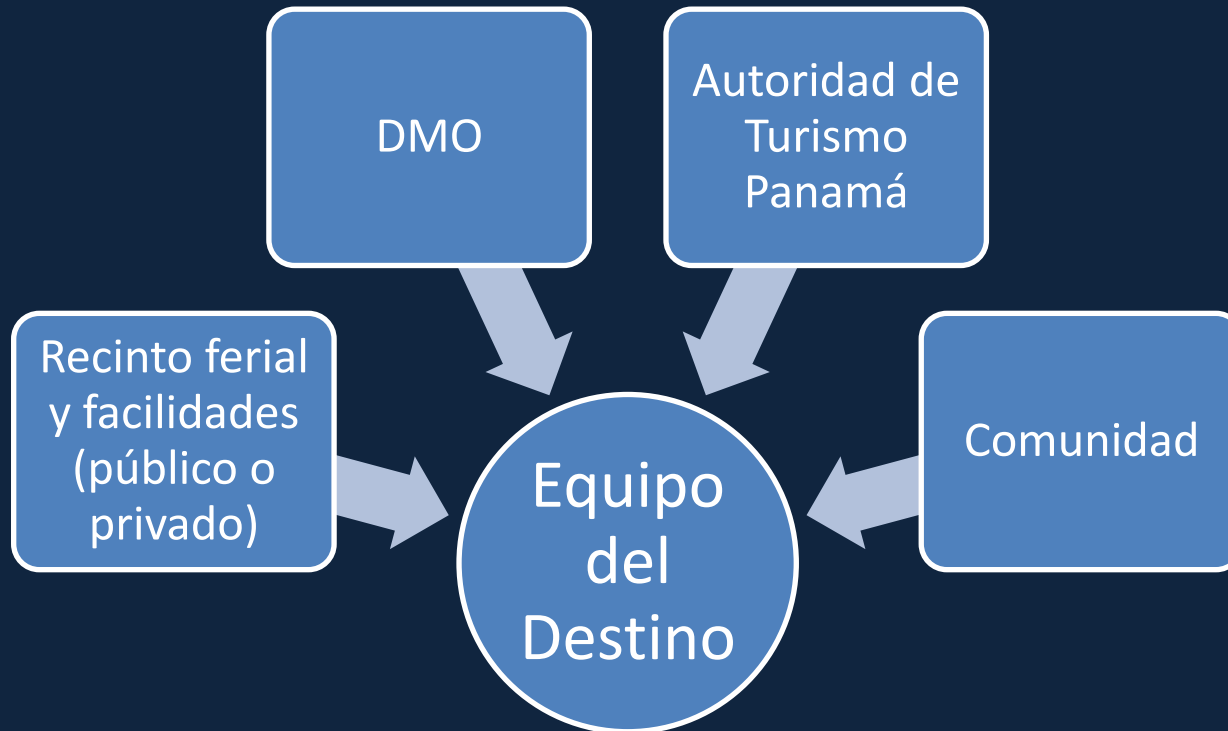 DMO
Autoridad de
Turismo
Panamá
Recinto ferial
y facilidades
(público o
privado)
Comunidad
Equipo
del
Destino